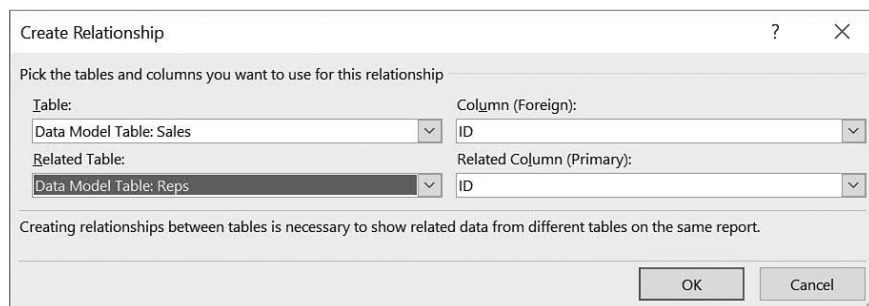 Create Relationship ? X
Pick the tables and columns you want to use for this relationship
Table: Column (Foreign):
Data Model Table: Sales ID
Related Table: Related Column (Primary):
Data Model Table: Reps ID
Creating relationships between tables is necessary to show related data from different tables on the same report.
OK Cancel